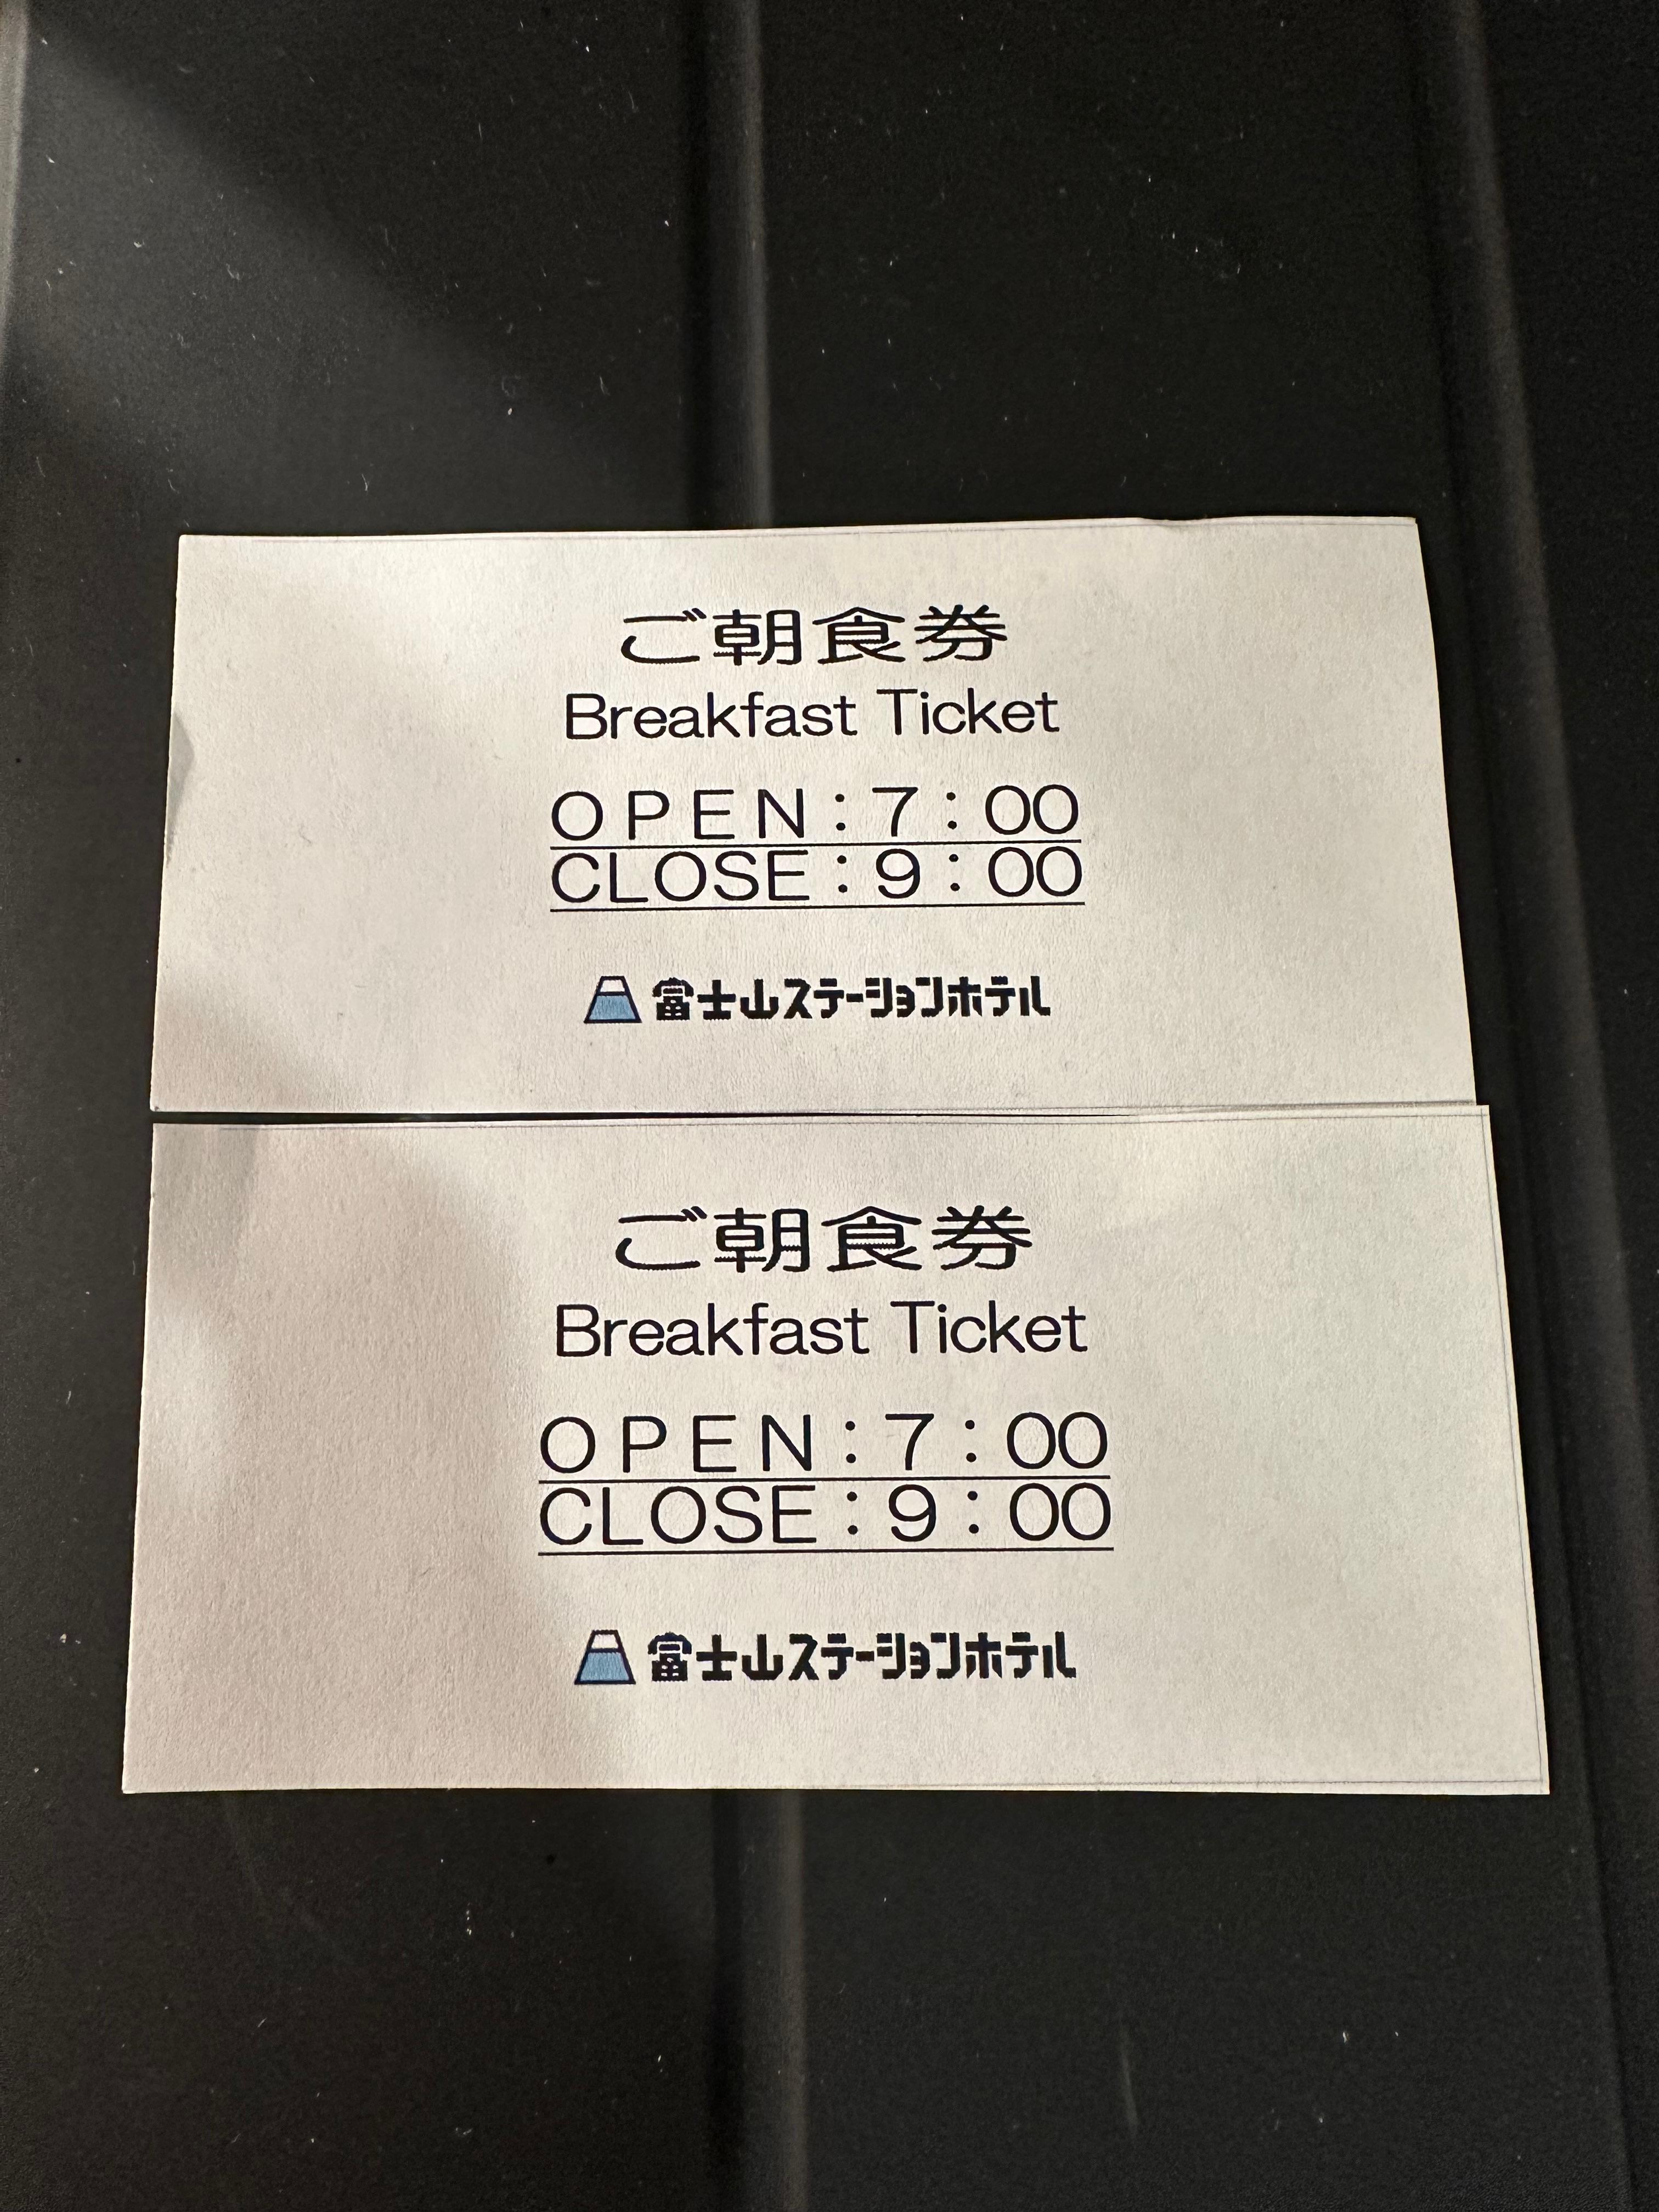 ご朝食券
Breakfast Ticket
OPEN：7：00
CLOSE：9：00
富士山ステーションホテル
ご朝食券
Breakfast Ticket
OPEN：7：00
CLOSE：9：00
富士山ステーションホテル